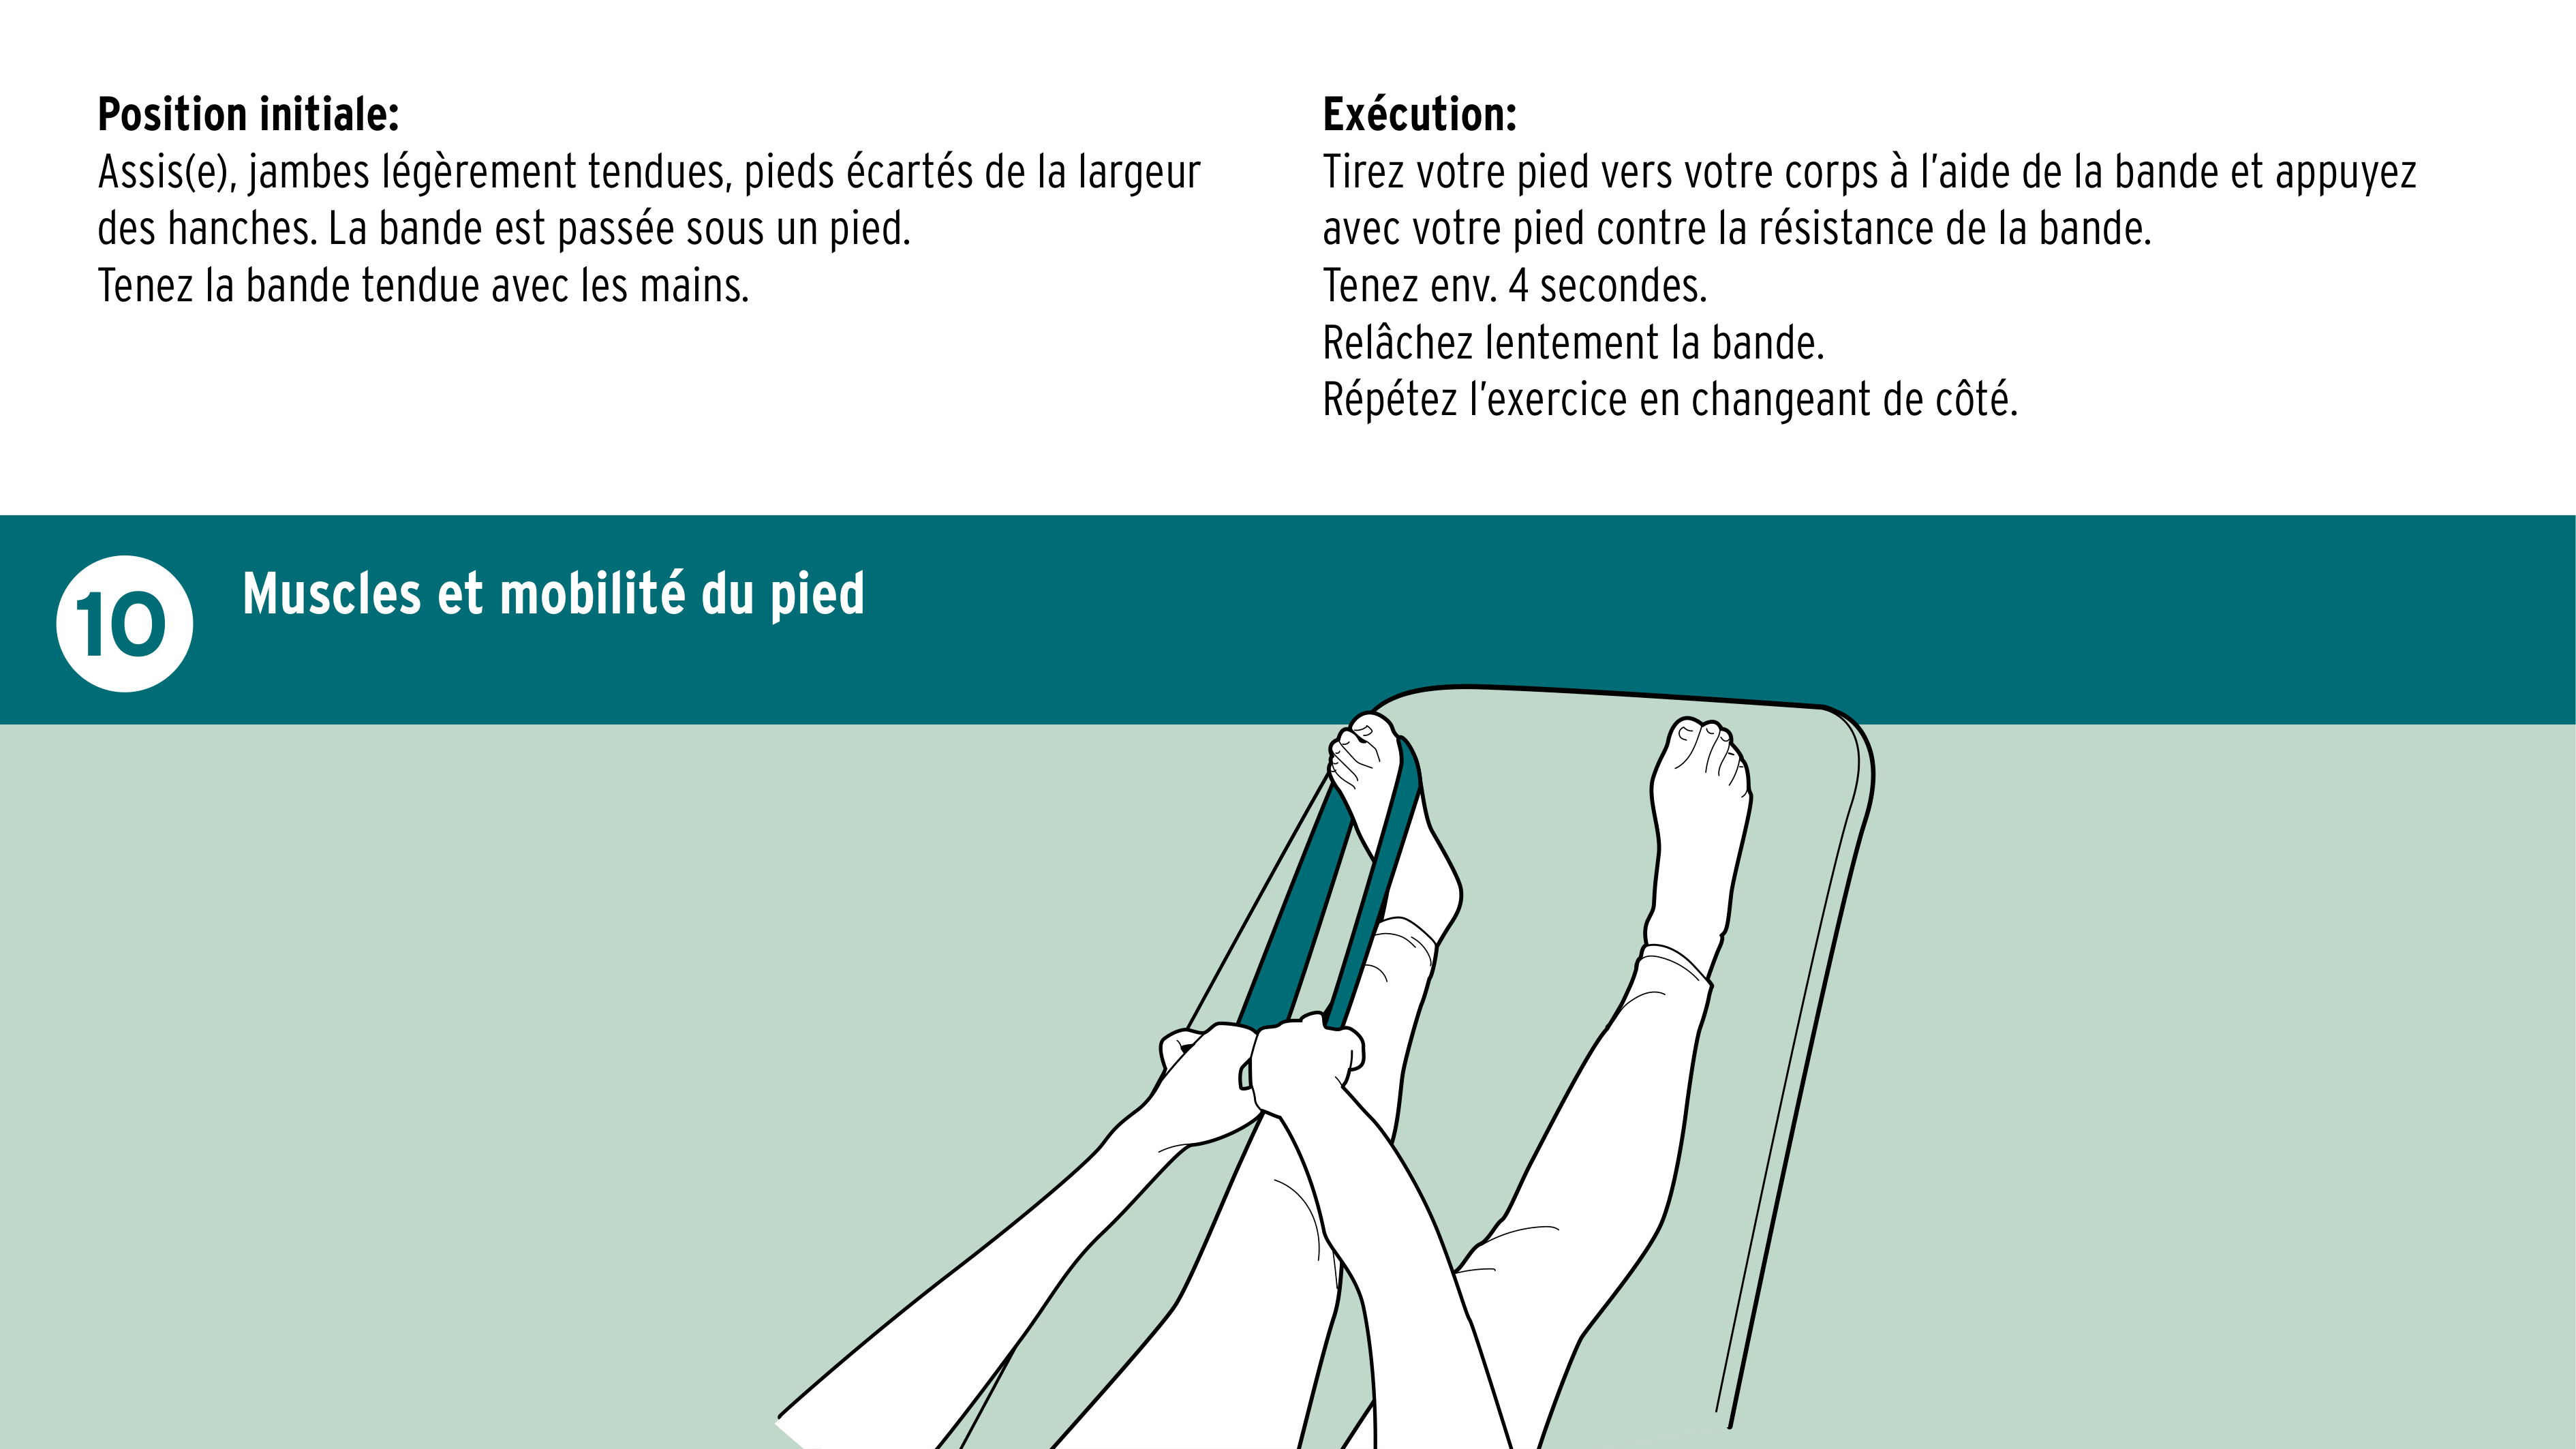 Position initiale:
Assis(e), jambes légèrement tendues, pieds écartés de la largeur
des hanches. La bande est passée sous un pied.
Tenez la bande tendue avec les mains.
Exécution:
Tirez votre pied vers votre corps à l’aide de la bande et appuyez
avec votre pied contre la résistance de la bande.
Tenez env. 4 secondes.
Relâchez lentement la bande.
Répétez l’exercice en changeant de côté.
10
Muscles et mobilité du pied